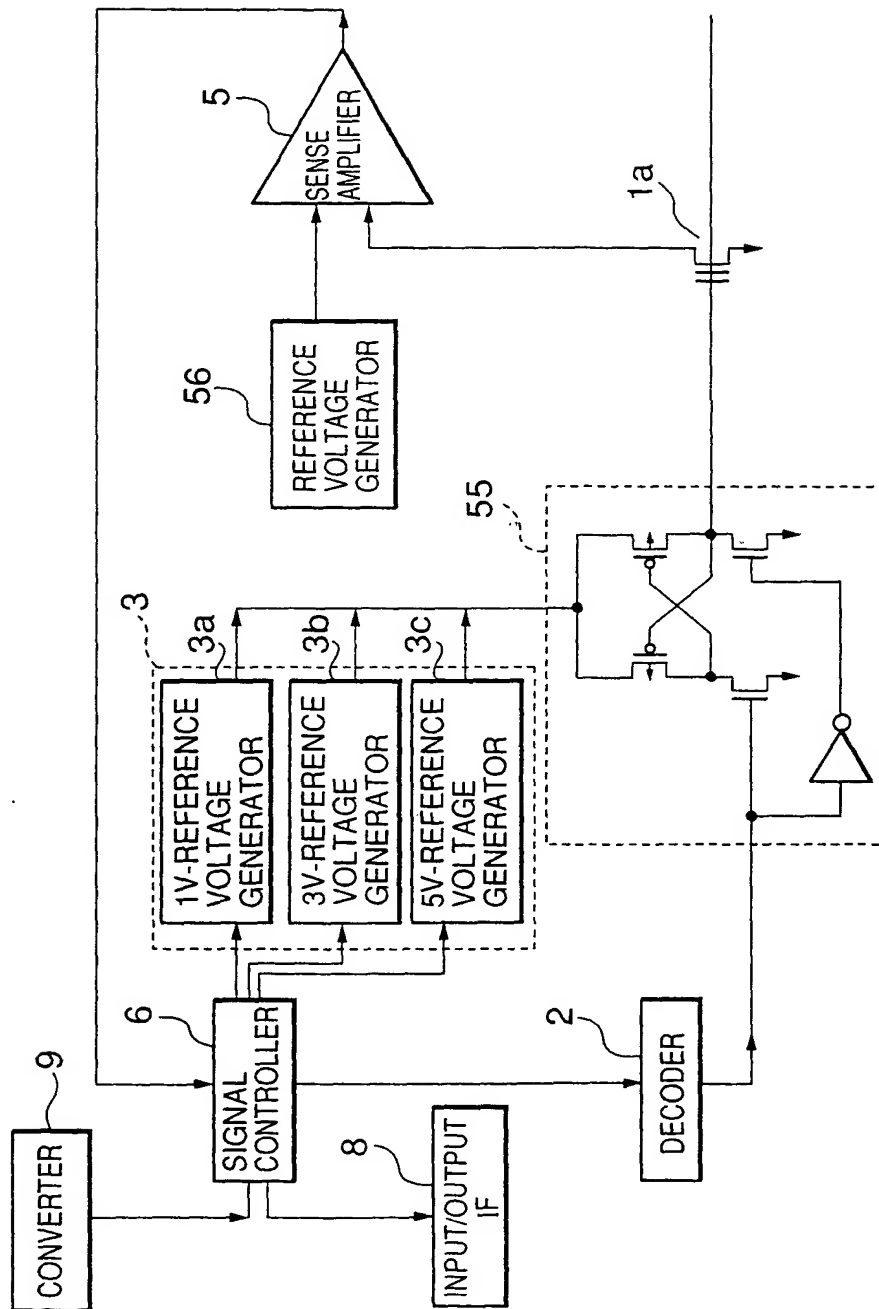 9
CONVERTER
6
SIGNAL
CONTROLLER
8
INPUT/OUTPUT
IF
2
DECODER
3
3a
1V-REFERENCE
VOLTAGE
GENERATOR
3b
3V-REFERENCE
VOLTAGE
GENERATOR
3c
5V-REFERENCE
VOLTAGE
GENERATOR
55
56
REFERENCE
VOLTAGE
GENERATOR
5
SENSE
AMPLIFIER
1a